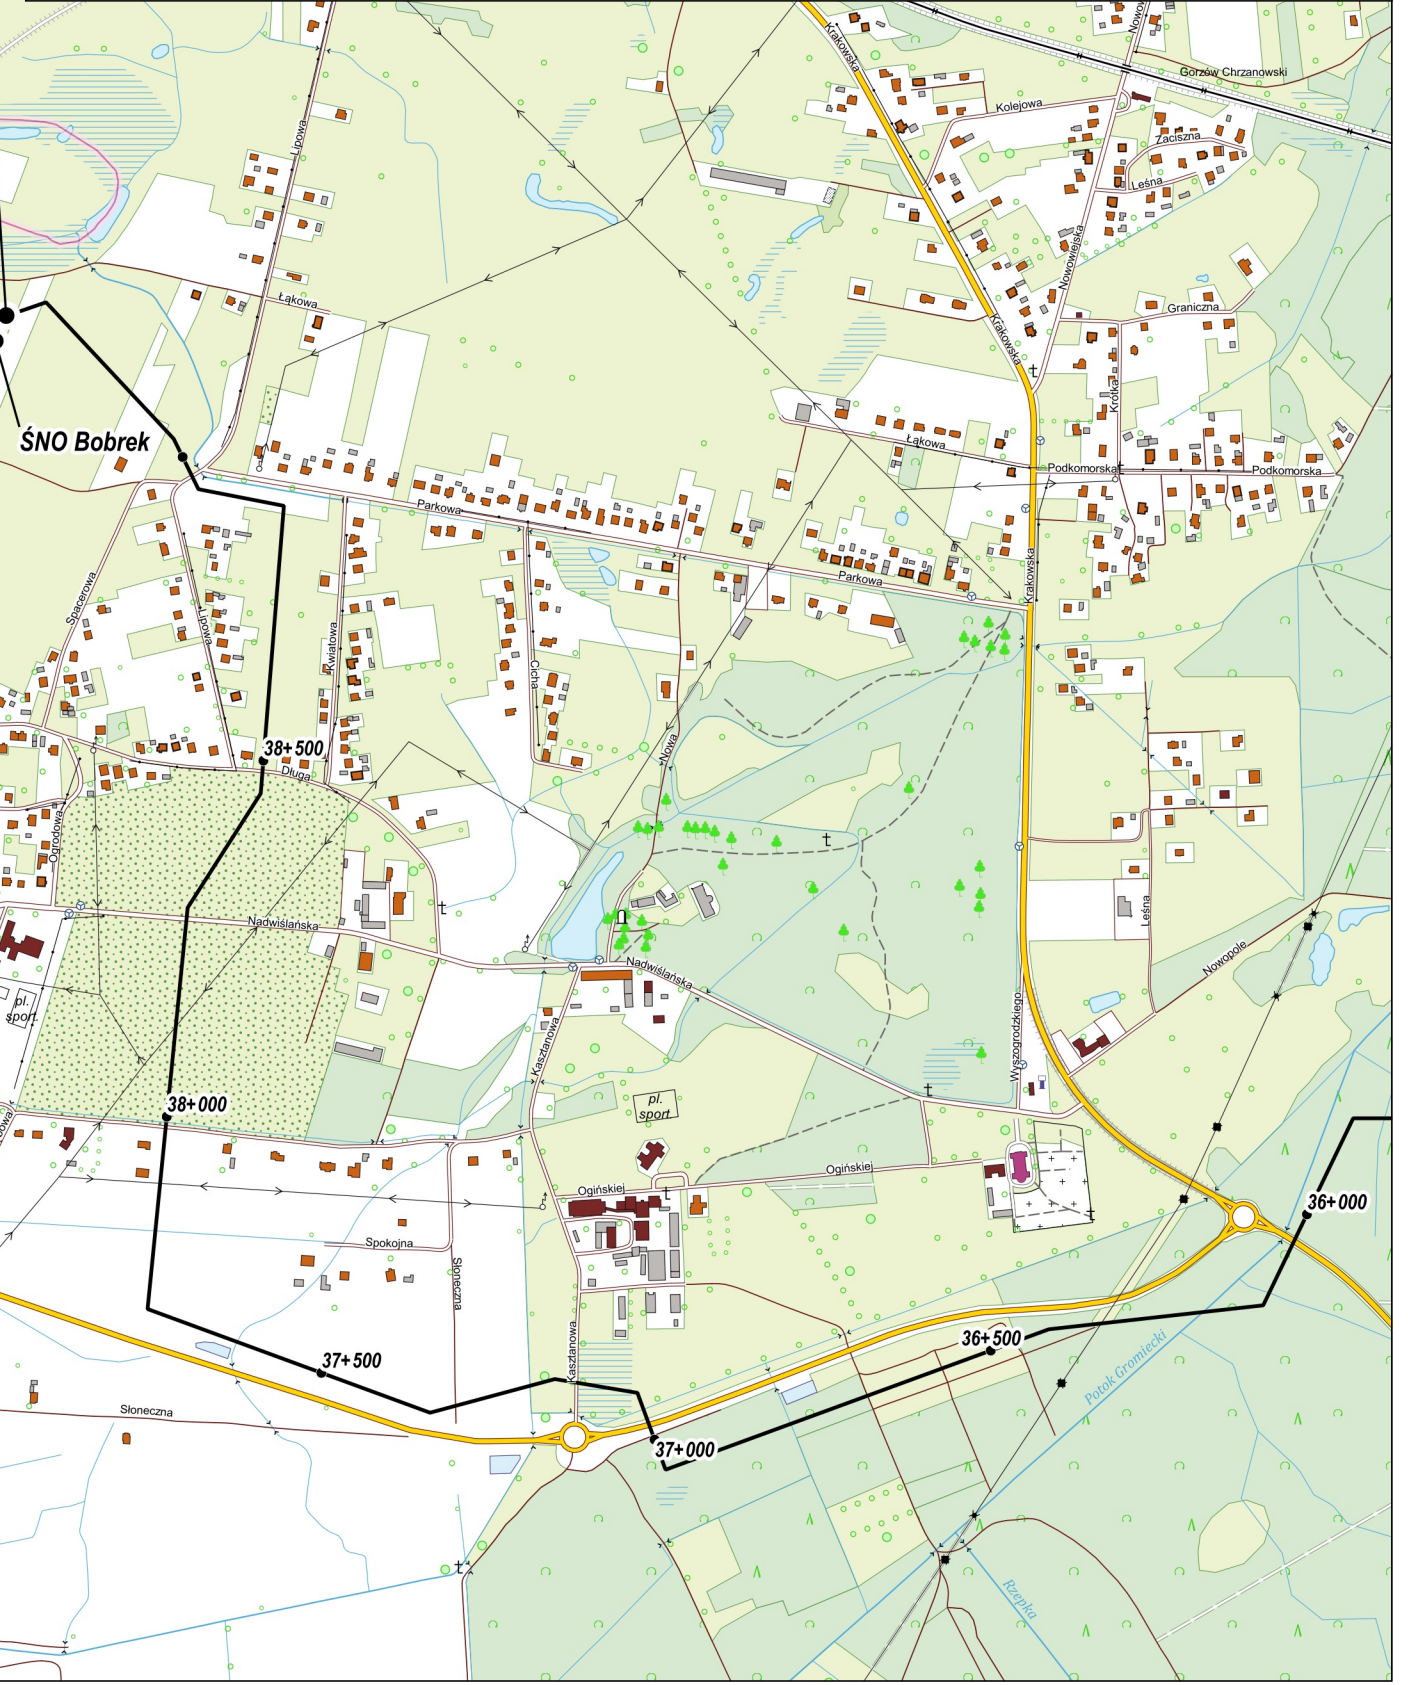 Krakowska
Nowow
Gorzów Chrzanowski
Kolejowa
Lipowa
Zaciszna
Leśna
Nowowiejska
Łąkowa
Graniczna
Krakowska
Krótka
ŚNO Bobrek
Łąkowa
Podkomorska
Podkomorska
Parkowa
Parkowa
Krakowska
Spacerowa
Lipowa
Kwiatowa
Cicha
38+500
Nowa
Długa
Ogrodowa
Nadwiślańska
Leśna
Nowopole
Nadwiślańska
pl.
sport.
Wyszogrodzkiego
Kasztanowa
38+000
pl.
sport.
owa
Ogińskiej
Ogińskiej
36+000
Spokojna
Słoneczna
36+500
Kasztanowa
37+500
Potok Gromiecki
Słoneczna
37+000
Rzepka